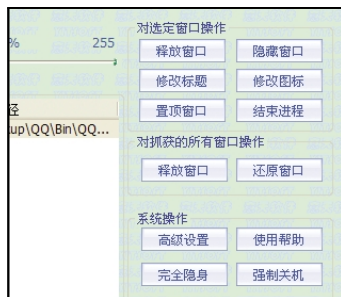 对选定窗口操作
% 255
释放窗口 隐藏窗口
修改标题 修改图标
径
置顶窗口 结束进程
up\QQ\Bin\QQ...
对抓获的所有窗口操作
释放窗口 还原窗口
系统操作
高级设置 使用帮助
完全隐身 强制关机